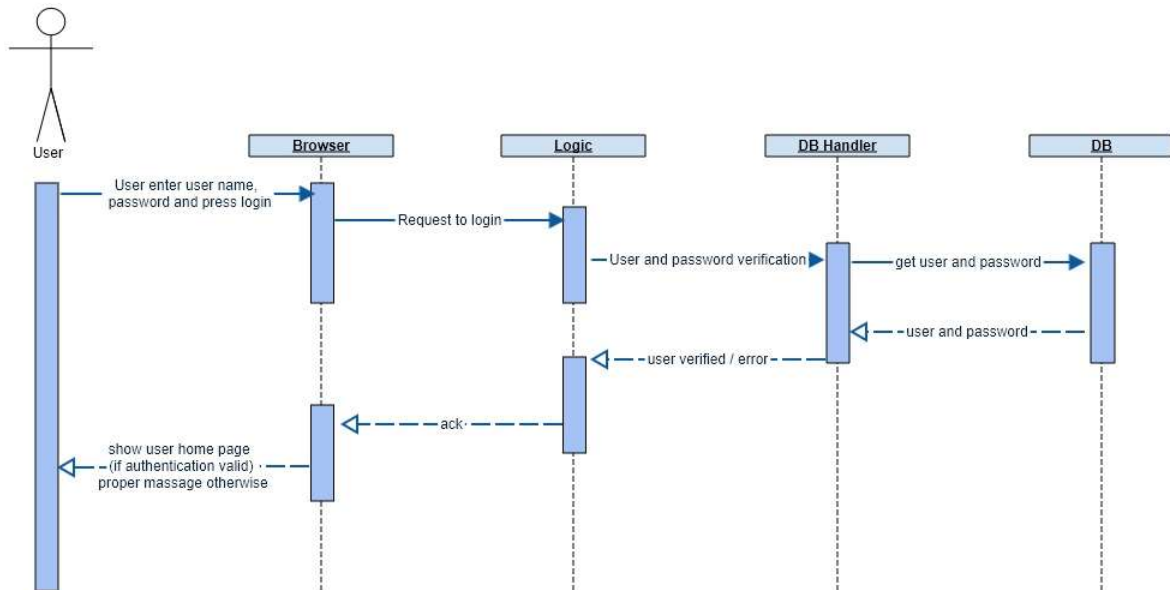 User
Browser
Logic
DB Handler
DB
User enter user name,
password and press login
Request to login
User and password verification
get user and password
user and password
user verified / error
ack
show user home page
(if authentication valid)
proper massage otherwise